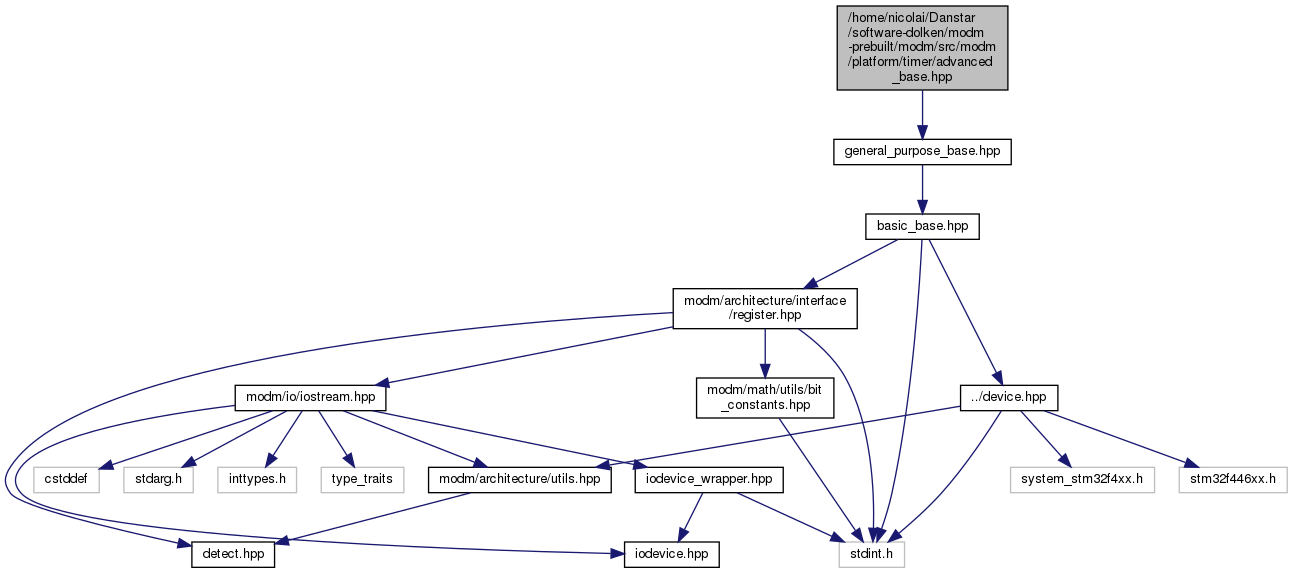 /home/nicolai/Danstar
/software-dolken/modm
-prebuilt/modm/src/modm
/platform/timer/advanced
_base.hpp
general_purpose_base.hpp
basic_base.hpp
modm/architecture/interface
/register.hpp
modm/io/iostream.hpp
modm/math/utils/bit
_constants.hpp
../device.hpp
cstddef
stdarg.h
inttypes.h
type_traits
modm/architecture/utils.hpp
iodevice_wrapper.hpp
system_stm32f4xx.h
stm32f446xx.h
detect.hpp
iodevice.hpp
stdint.h